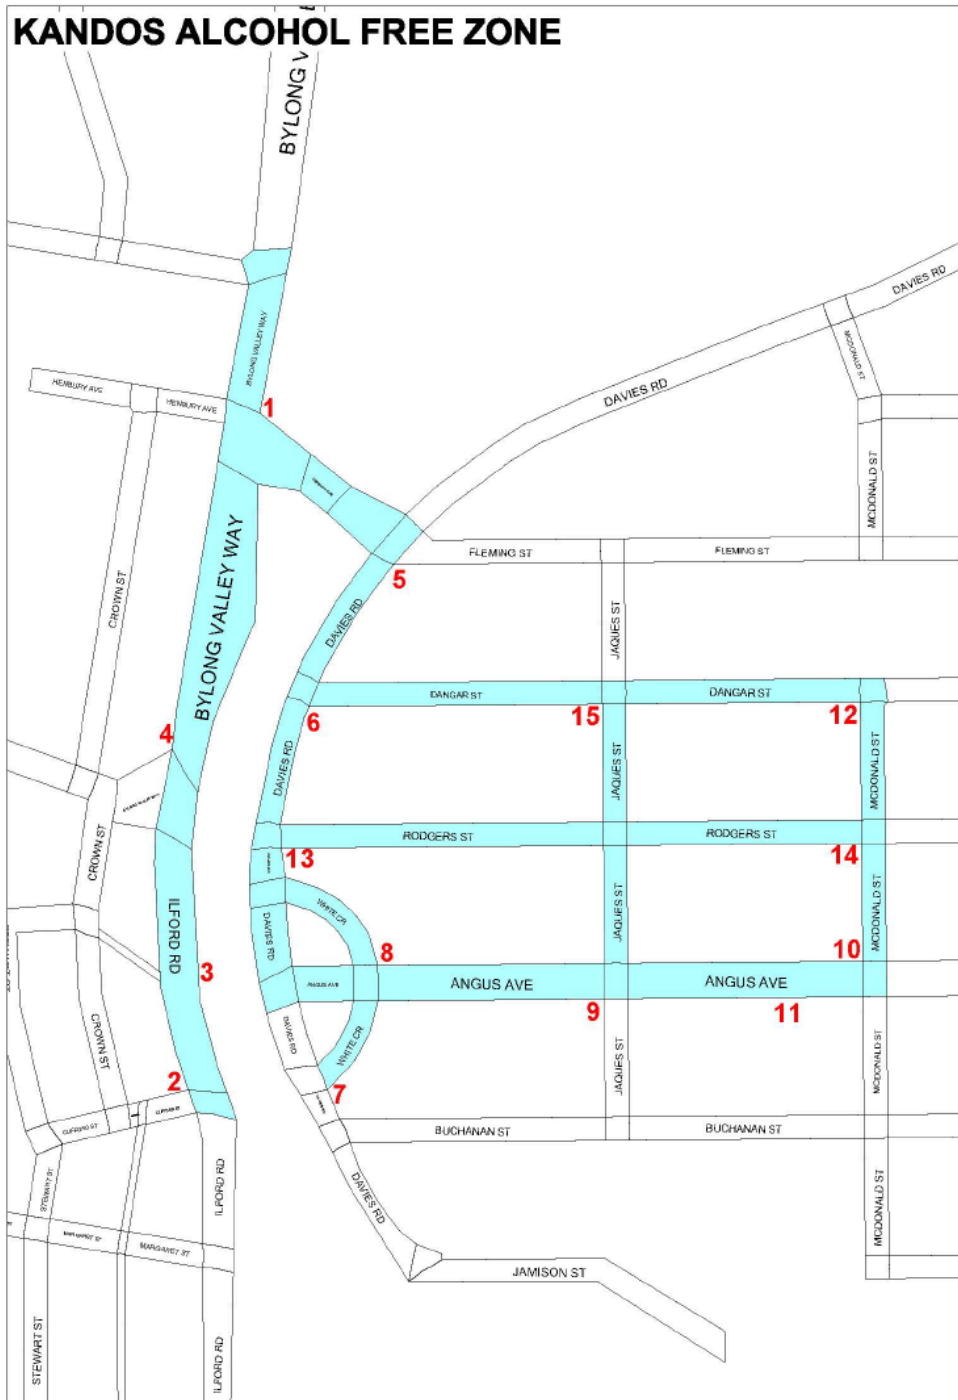 KANDOS ALCOHOL FREE ZONE
BYLONG V
DAVIES RD
BYLONG VALLEY WAY
MCDONALD ST
HENBURY AVE
HENBURY AVE
DAVIES RD
1
MCDONALD ST
FLEMING ST
FLEMING ST
5
CROWN ST
BYLONG VALLEY WAY
DAVIES RD
JAQUES ST
DANGAR ST
DANGAR ST
6
15
12
4
DAVIES RD
JAQUES ST
MCDONALD ST
CROWN ST
RODGERS ST
RODGERS ST
13
14
ILFORD RD
WHITE CR
DAVIES RD
JAQUES ST
MCDONALD ST
8
10
3
ANGUS AVE
ANGUS AVE
ANGUS AVE
9
11
CROWN ST
DAVIES RD
WHITE CR
JAQUES ST
MCDONALD ST
2
7
CLIFFORD ST
BUCHANAN ST
BUCHANAN ST
STEWART ST
ILFORD RD
DAVIES RD
MCDONALD ST
MARGARET ST
MARGARET ST
JAMISON ST
STEWART ST
ILFORD RD